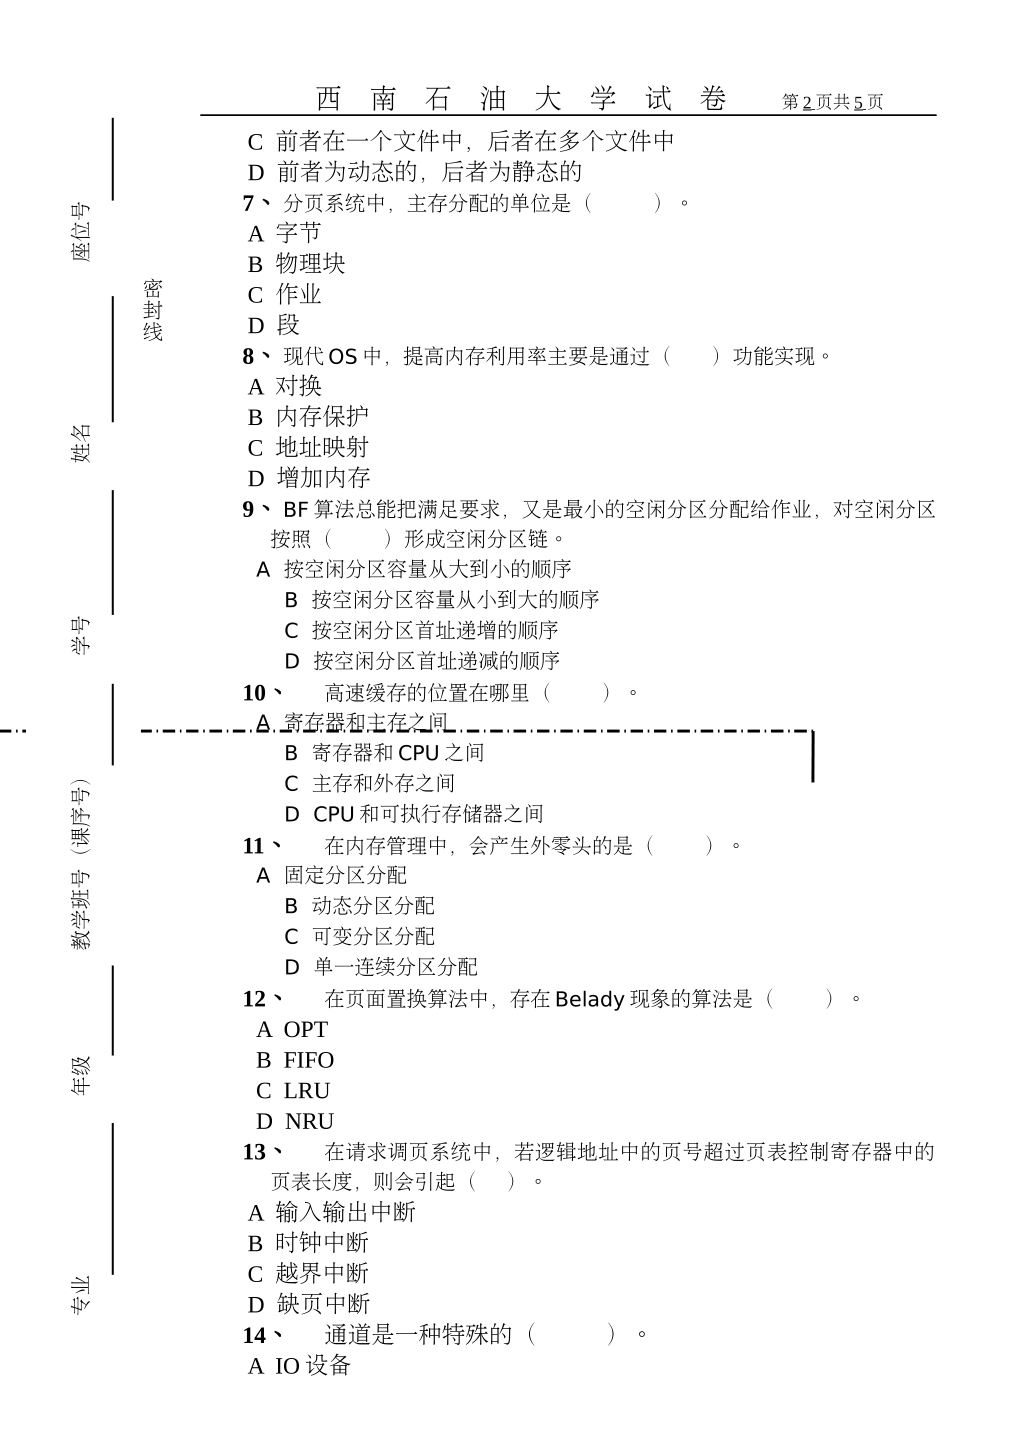 西 南 石 油 大 学 试 卷 第 2 页共 5 页
C 前者在一个文件中，后者在多个文件中
D 前者为动态的，后者为静态的
7、 分页系统中，主存分配的单位是（ ）。
A 字节
B 物理块
C 作业
D 段
8、 现代 OS 中，提高内存利用率主要是通过（ ）功能实现。
A 对换
B 内存保护
C 地址映射
D 增加内存
9、 BF 算法总能把满足要求，又是最小的空闲分区分配给作业，对空闲分区
按照（ ）形成空闲分区链。
A 按空闲分区容量从大到小的顺序
B 按空闲分区容量从小到大的顺序
C 按空闲分区首址递增的顺序
D 按空闲分区首址递减的顺序
10、 高速缓存的位置在哪里（ ）。
A 寄存器和主存之间
B 寄存器和 CPU 之间
C 主存和外存之间
D CPU 和可执行存储器之间
11、 在内存管理中，会产生外零头的是（ ）。
A 固定分区分配
B 动态分区分配
C 可变分区分配
D 单一连续分区分配
12、 在页面置换算法中，存在 Belady 现象的算法是（ ）。
A OPT
B FIFO
C LRU
D NRU
13、 在请求调页系统中，若逻辑地址中的页号超过页表控制寄存器中的
页表长度，则会引起（ ）。
A 输入输出中断
B 时钟中断
C 越界中断
D 缺页中断
14、 通道是一种特殊的（ ）。
A IO 设备
座位号
姓名
学号
教学班号（课序号）
年级
专业
密封线